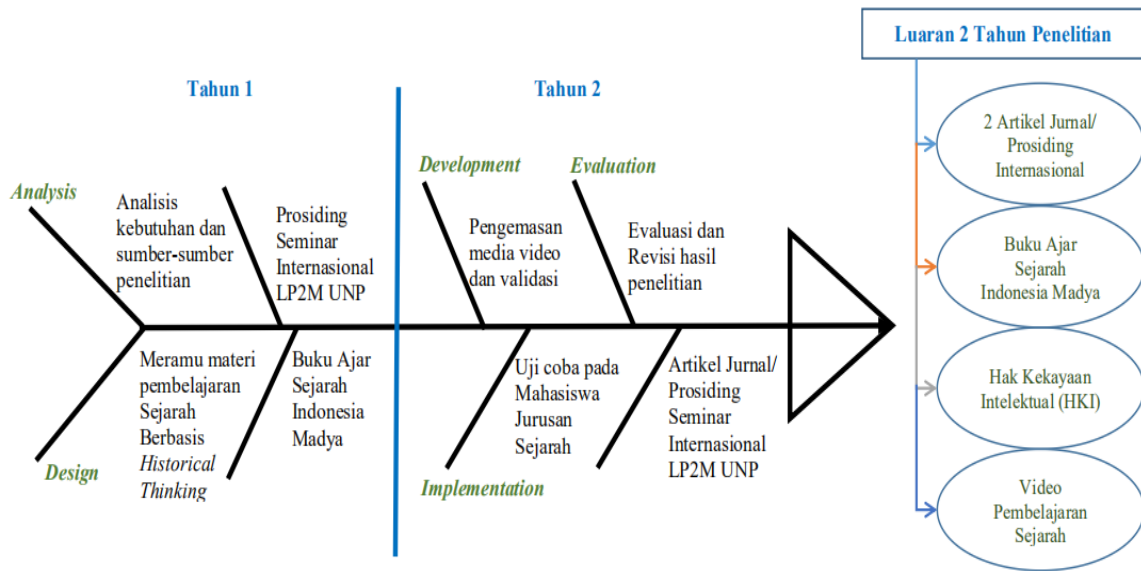 Luaran 2 Tahun Penelitian
Tahun 1
Tahun 2
Analysis
Analisis
kebutuhan dan
sumber-sumber
penelitian
Prosiding
Seminar
Internasional
LP2M UNP
Development
Pengemasan
media video
dan validasi
Evaluation
Evaluasi dan
Revisi hasil
penelitian
Design
Meramu materi
pembelajaran
Sejarah
Berbasis
Historical
Thinking
Buku Ajar
Sejarah
Indonesia
Madya
Implementation
Uji coba pada
Mahasiswa
Jurusan
Sejarah
Artikel Jurnal/
Prosiding
Seminar
Internasional
LP2M UNP
2 Artikel Jurnal/
Prosiding
Internasional
Buku Ajar
Sejarah
Indonesia Madya
Hak Kekayaan
Intelektual (HKI)
Video
Pembelajaran
Sejarah